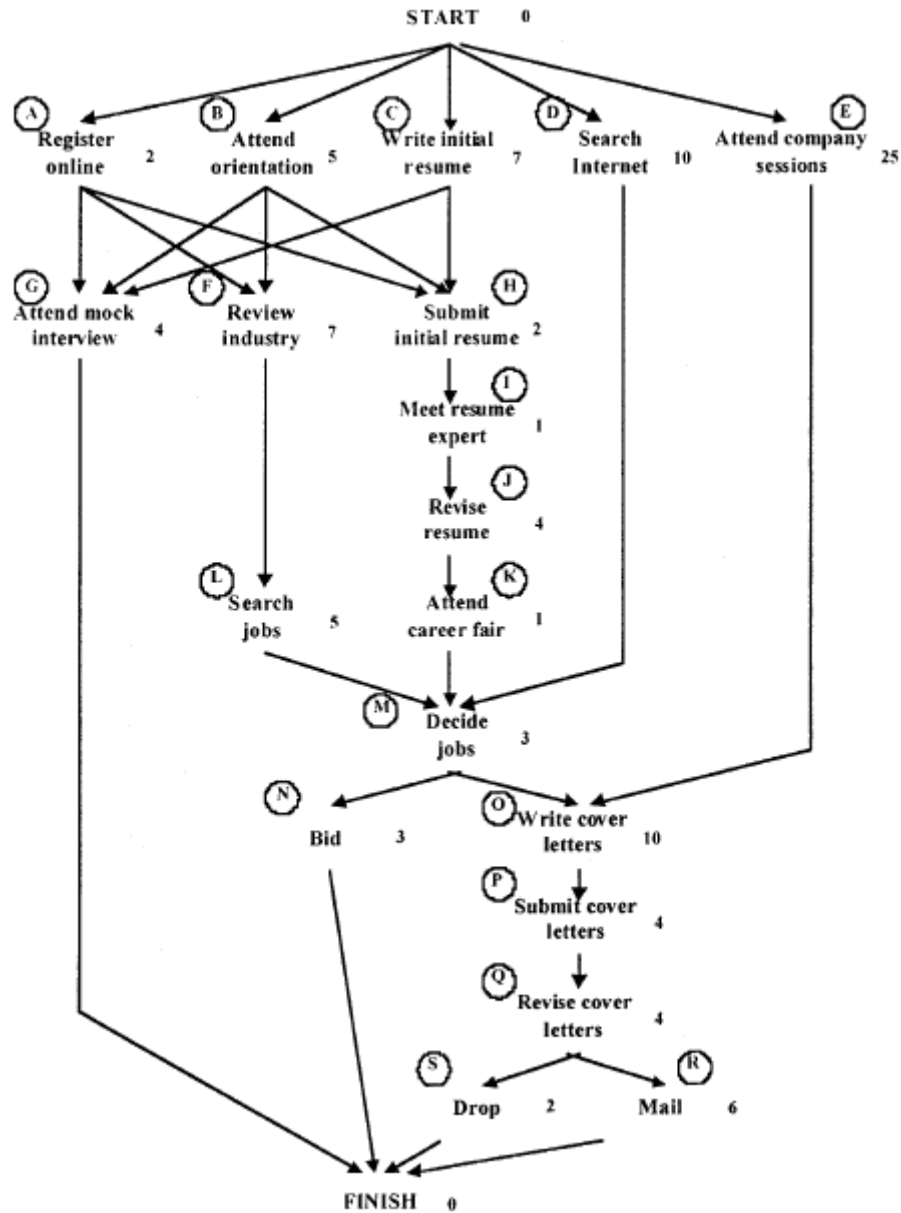 START 0
A B C D E
Register Attend Write initial Search Attend company
online 2 orientation 5 resume 7 Internet 10 sessions 25
G F H
Attend mock Review Submit
interview 4 industry 7 initial resume 2
I
Meet resume
expert 1
J
Revise
resume 4
L K
Search Attend
jobs 5 career fair 1
M
Decide
jobs 3
N O
Write cover
Bid 3 letters 10
P
Submit cover
letters 4
Q
Revise cover
letters 4
S R
Drop 2 Mail 6
FINISH 0